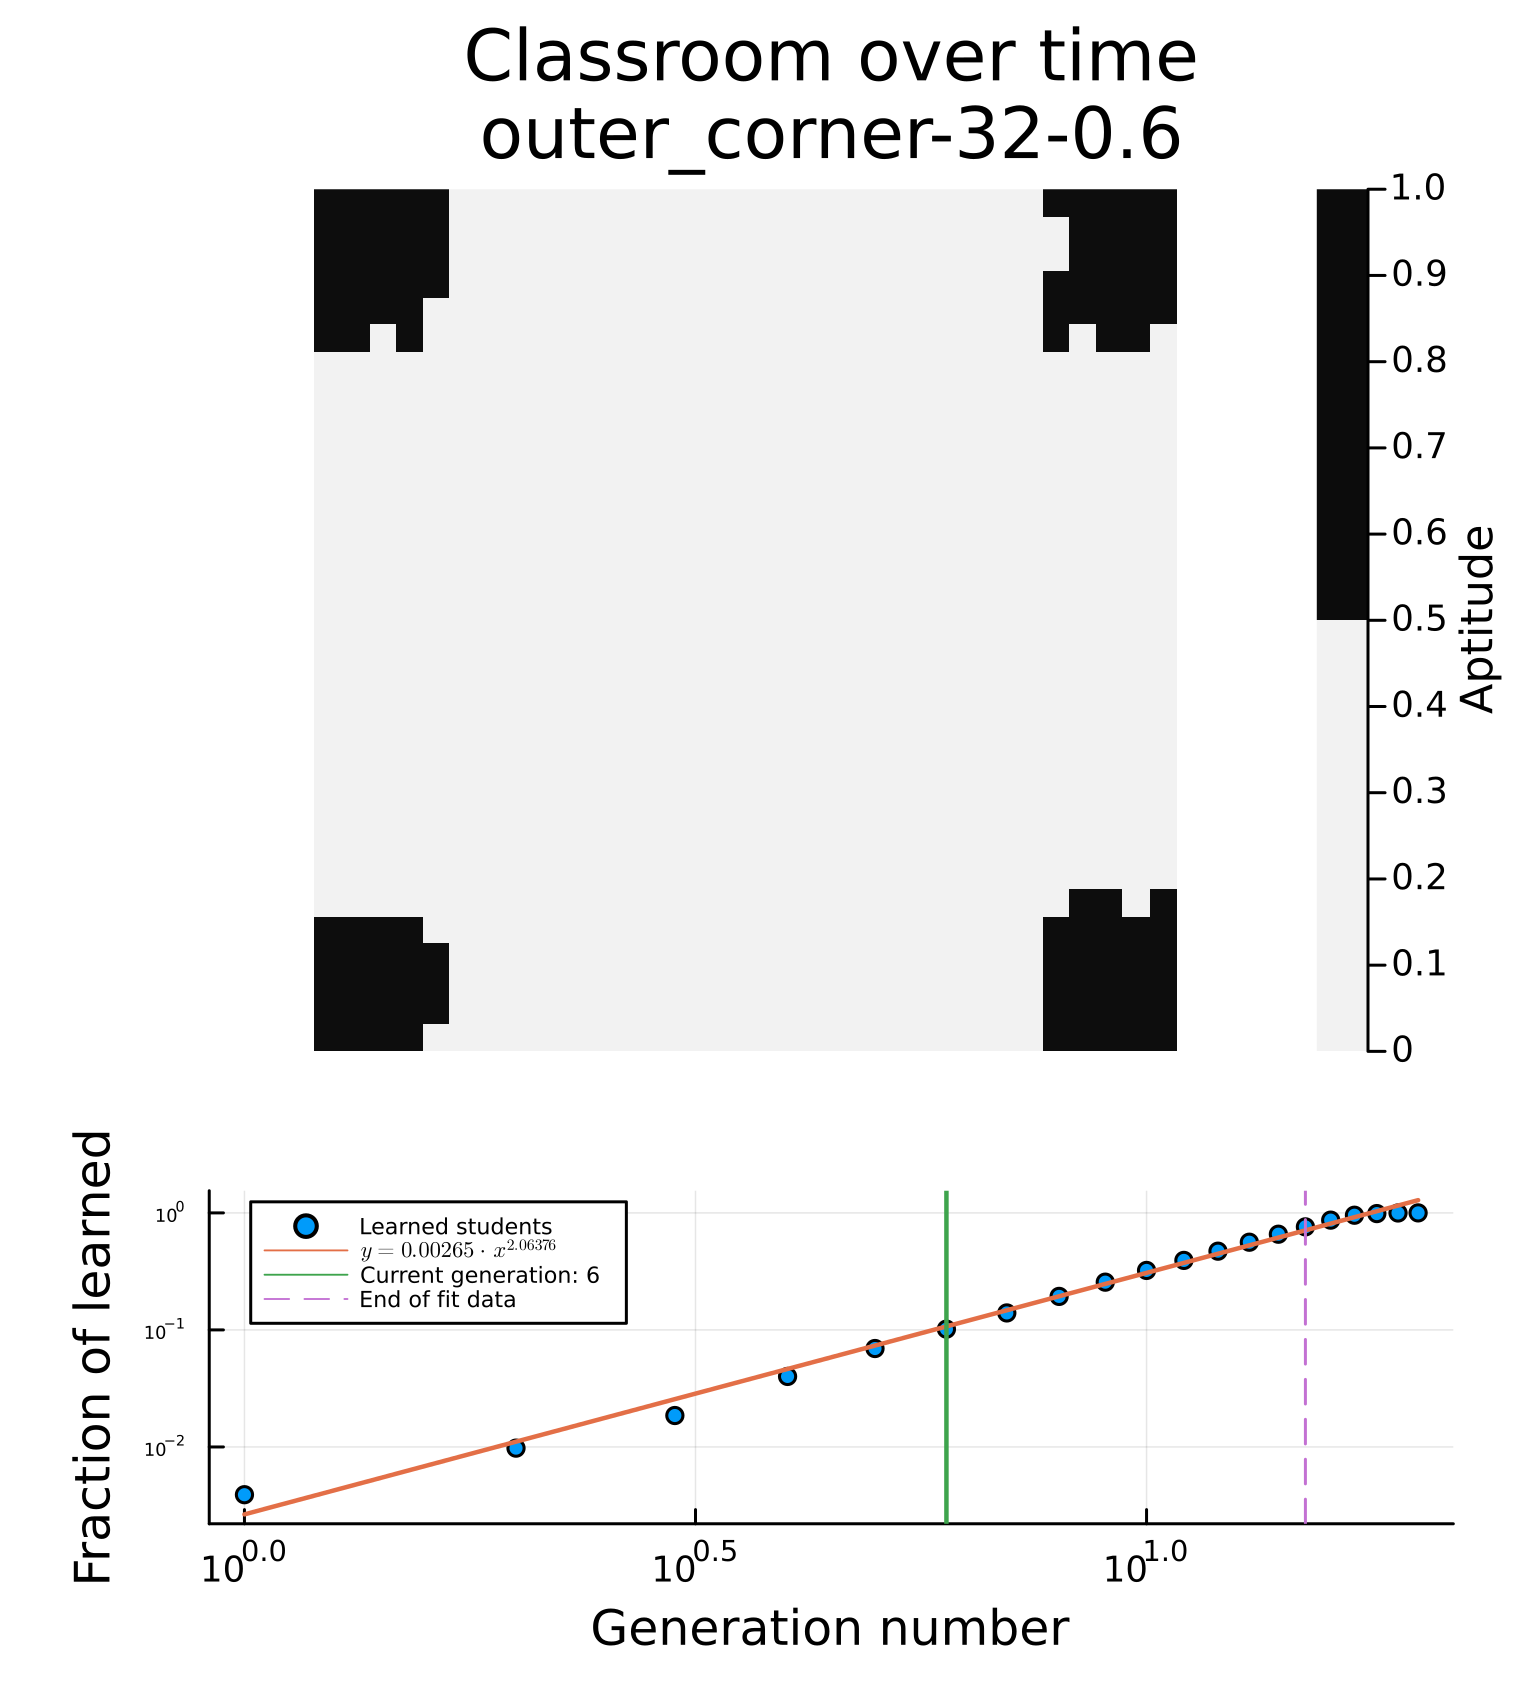 Classroom over time
outer_corner-32-0.6
1.0
0.9
0.8
0.7
0.6
0.5
0.4
0.3
0.2
0.1
0
Aptitude
Fraction of learned
10^0
10^−1
10^−2
Learned students
y = 0.00265 · x^2.06376
Current generation: 6
End of fit data
10^0.0 10^0.5 10^1.0
Generation number